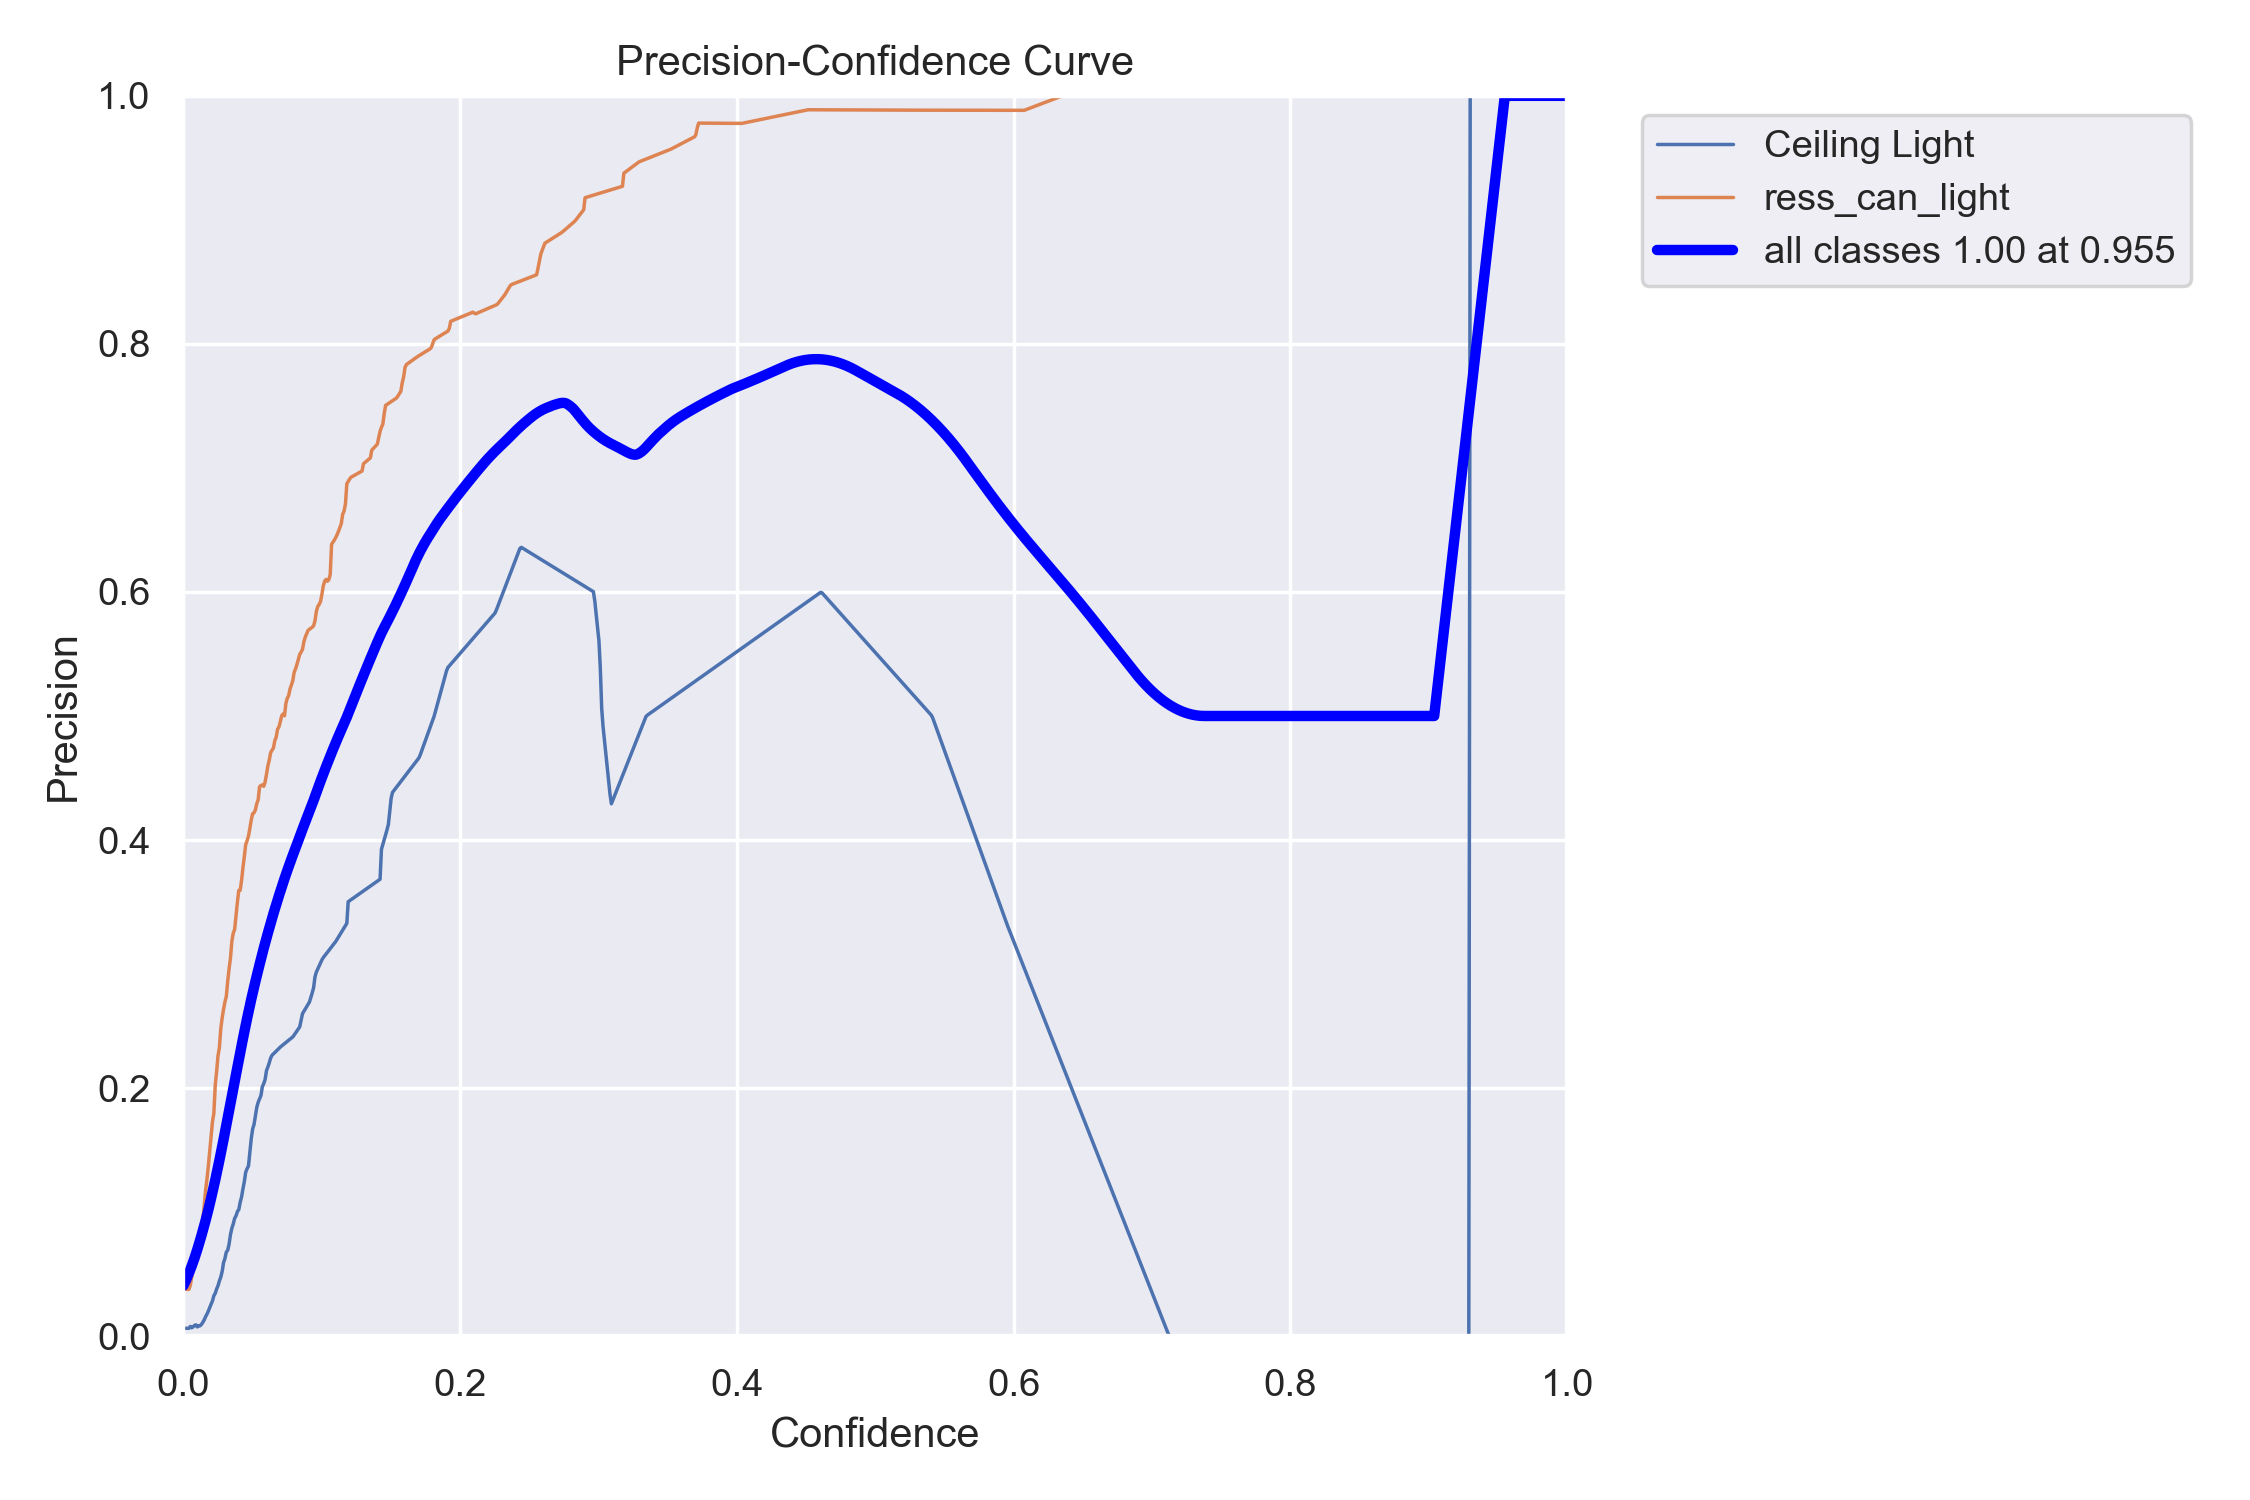 Precision-Confidence Curve
1.0
0.8
0.6
0.4
0.2
0.0
Precision
0.0 0.2 0.4 0.6 0.8 1.0
Confidence
Ceiling Light
ress_can_light
all classes 1.00 at 0.955